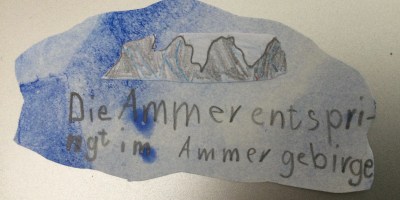 Die Ammer entspri-
ngt im Ammergebirge